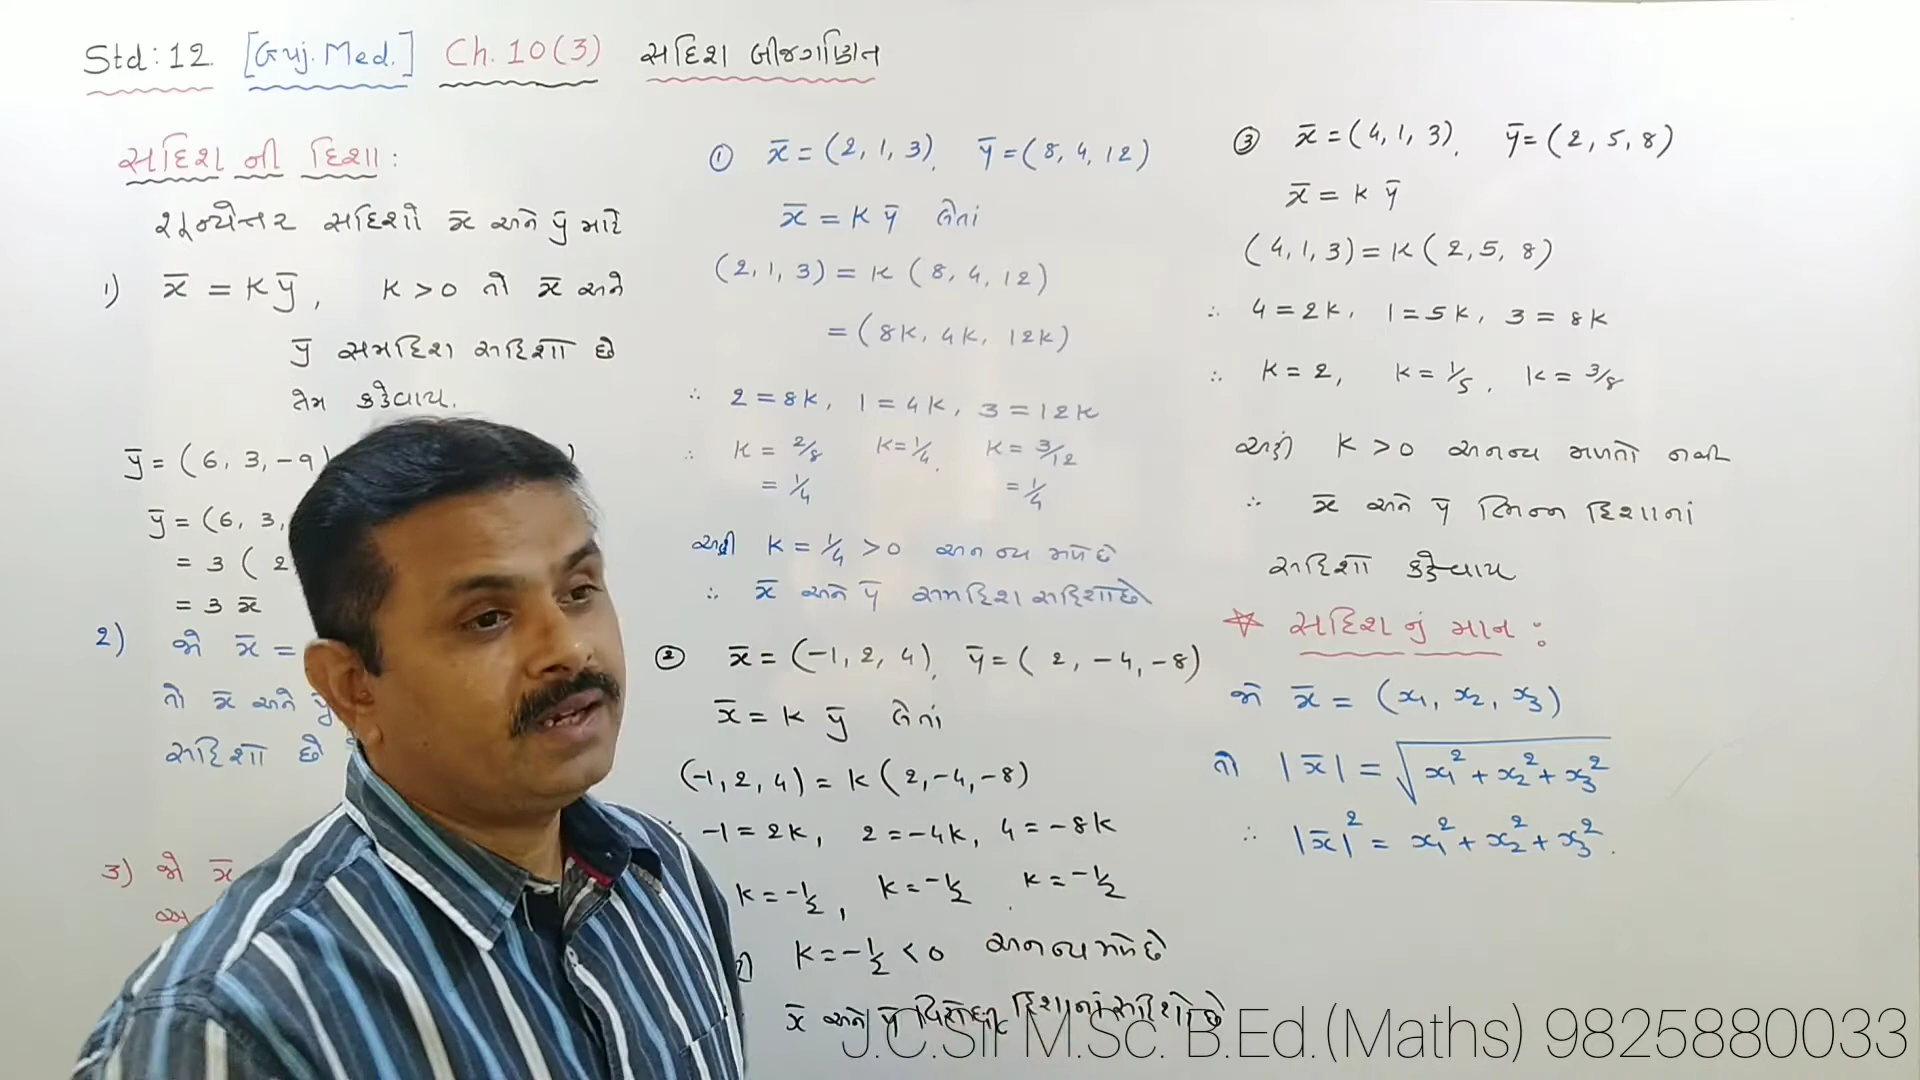 Std: 12. [Guj. Med.] Ch. 10 (3) સદિશ બીજગણિત
સદિશ ની દિશા :
શૂન્યેત્તર સદિશો x̄ અને ȳ માટે
1) x̄ = K ȳ , K > 0 તો x̄ અને
ȳ સમદિશ સદિશો છે
તેમ કહેવાય.
ȳ = (6, 3, -9)
ȳ = (6, 3,
= 3 ( 2
= 3 x̄
2) જો x̄ =
તો x̄ અને ȳ
સદિશો છે
3) જો x̄
① x̄ = (2, 1, 3), ȳ = (8, 4, 12)
x̄ = K ȳ લેતાં
(2, 1, 3) = K (8, 4, 12)
= (8K, 4K, 12K)
∴ 2 = 8K, 1 = 4K, 3 = 12K
∴ K = 2/8 K = 1/4, K = 3/12
= 1/4 = 1/4
અહીં K = 1/4 > 0 અનન્ય મળે છે
∴ x̄ અને ȳ સમદિશ સદિશો છે
② x̄ = (-1, 2, 4), ȳ = ( 2, -4, -8)
x̄ = K ȳ લેતાં
(-1, 2, 4) = K (2, -4, -8)
∴ -1 = 2K, 2 = -4K, 4 = -8K
K = -1/2, K = -1/2 K = -1/2
K = -1/2 < 0 અનન્ય મળે છે
x̄ અને ȳ વિરોધી દિશાનાં સદિશો છે
③ x̄ = (4, 1, 3), ȳ = (2, 5, 8)
x̄ = K ȳ
(4, 1, 3) = K (2, 5, 8)
∴ 4 = 2K, 1 = 5K, 3 = 8K
∴ K = 2, K = 1/5, K = 3/8
અહીં K > 0 અનન્ય મળતો નથી
∴ x̄ અને ȳ ભિન્ન દિશાનાં
સદિશો કહેવાય
☆ સદિશ નું માન :
જો x̄ = (x₁, x₂, x₃)
તો |x̄| = √(x₁² + x₂² + x₃²)
∴ |x̄|² = x₁² + x₂² + x₃².
J.C.Sir M.Sc. B.Ed.(Maths) 9825880033